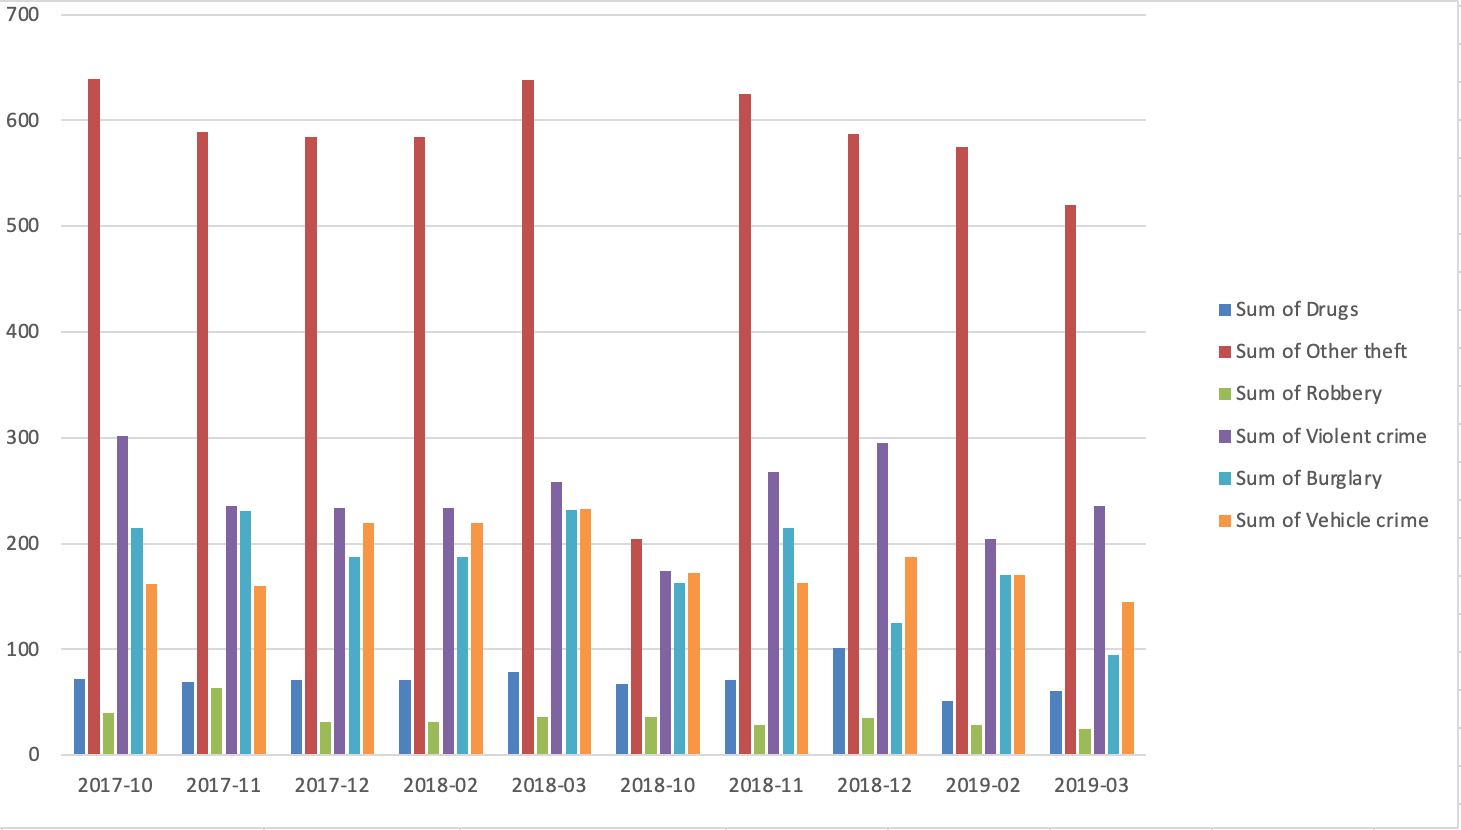 700
600
500
400
300
200
100
0
2017-10 2017-11 2017-12 2018-02 2018-03 2018-10 2018-11 2018-12 2019-02 2019-03
Sum of Drugs
Sum of Other theft
Sum of Robbery
Sum of Violent crime
Sum of Burglary
Sum of Vehicle crime